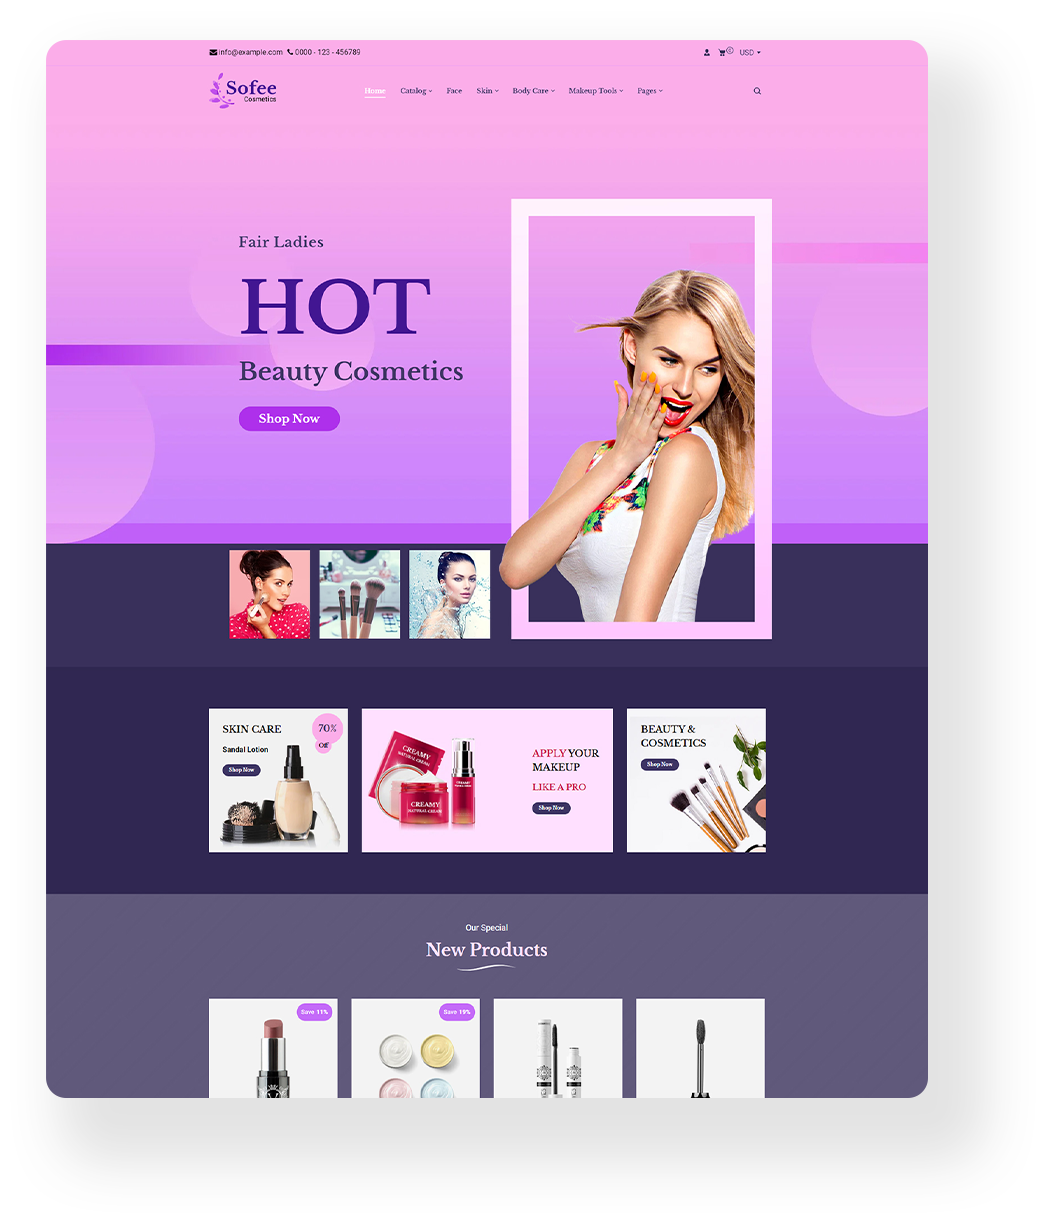 info@example.com 0000 - 123 - 456789
0 USD
Sofee
Cosmetics
Home Catalog Face Skin Body Care Makeup Tools Pages
Fair Ladies
HOT
Beauty Cosmetics
Shop Now
SKIN CARE
Sandal Lotion
Shop Now
70%
Off
CREAMY
NATURAL CREAM
CREAMY
NATURAL CREAM
CREAMY
APPLY YOUR
MAKEUP
LIKE A PRO
Shop Now
BEAUTY &
COSMETICS
Shop Now
Our Special
New Products
Save 11%
Save 19%